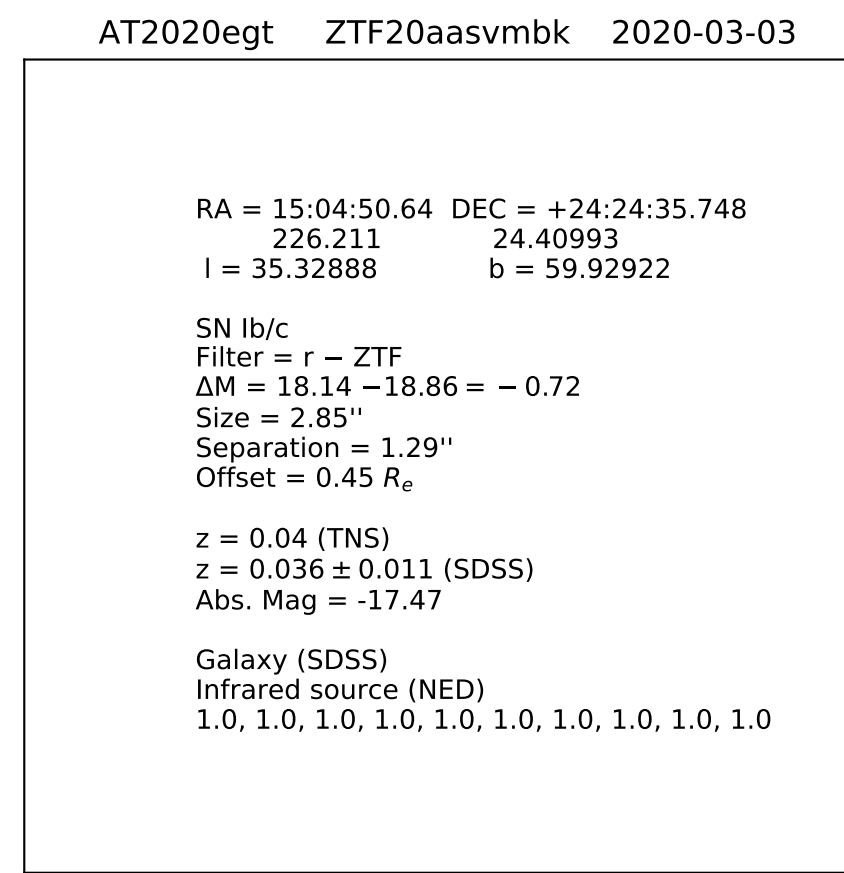 AT2020egt ZTF20aasvmbk 2020-03-03
RA = 15:04:50.64 DEC = +24:24:35.748
226.211 24.40993
l = 35.32888 b = 59.92922
SN Ib/c
Filter = r − ZTF
ΔM = 18.14 −18.86 = − 0.72
Size = 2.85''
Separation = 1.29''
Offset = 0.45 Re
z = 0.04 (TNS)
z = 0.036 ± 0.011 (SDSS)
Abs. Mag = -17.47
Galaxy (SDSS)
Infrared source (NED)
1.0, 1.0, 1.0, 1.0, 1.0, 1.0, 1.0, 1.0, 1.0, 1.0